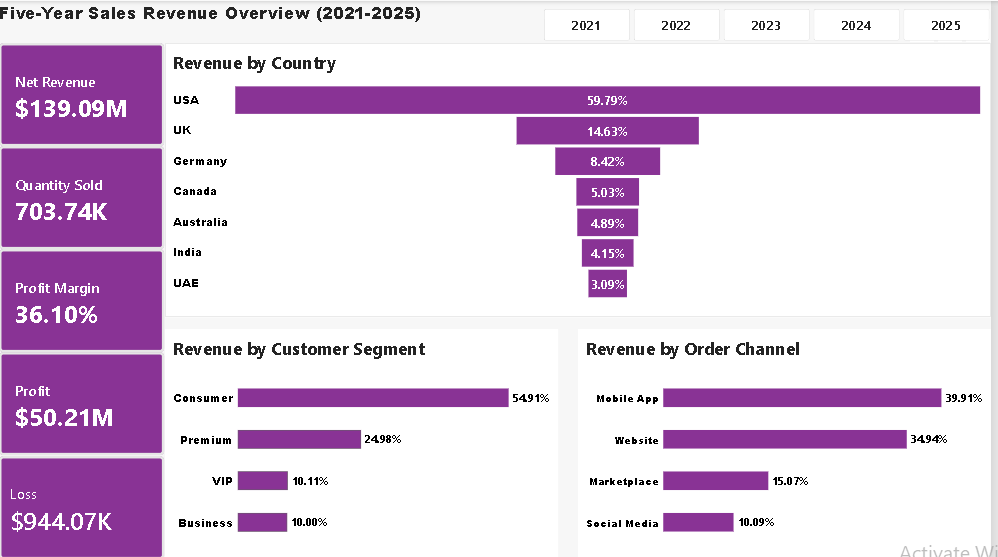 Five-Year Sales Revenue Overview (2021-2025)
2021 2022 2023 2024 2025
Net Revenue
$139.09M
Quantity Sold
703.74K
Profit Margin
36.10%
Profit
$50.21M
Loss
$944.07K
Revenue by Country
USA 59.79%
UK 14.63%
Germany 8.42%
Canada 5.03%
Australia 4.89%
India 4.15%
UAE 3.09%
Revenue by Customer Segment
Consumer 54.91%
Premium 24.98%
VIP 10.11%
Business 10.00%
Revenue by Order Channel
Mobile App 39.91%
Website 34.94%
Marketplace 15.07%
Social Media 10.09%
Activate Wi